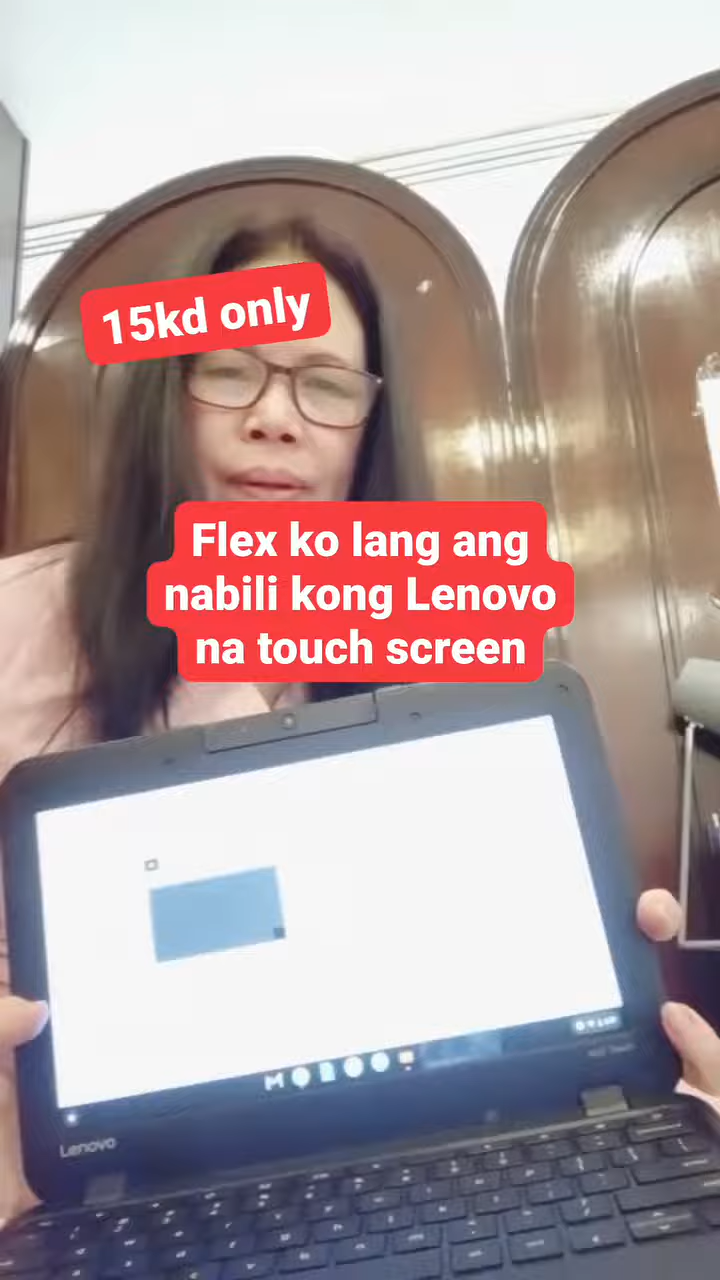 15kd only
Flex ko lang ang
nabili kong Lenovo
na touch screen
Lenovo